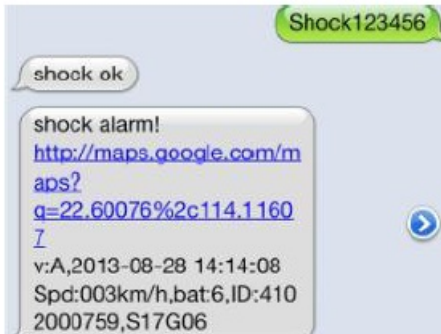 Shock123456
shock ok
shock alarm!
http://maps.google.com/m
aps?
q=22.60076%2c114.1160
7
v:A,2013-08-28 14:14:08
Spd:003km/h,bat:6,ID:410
2000759,S17G06